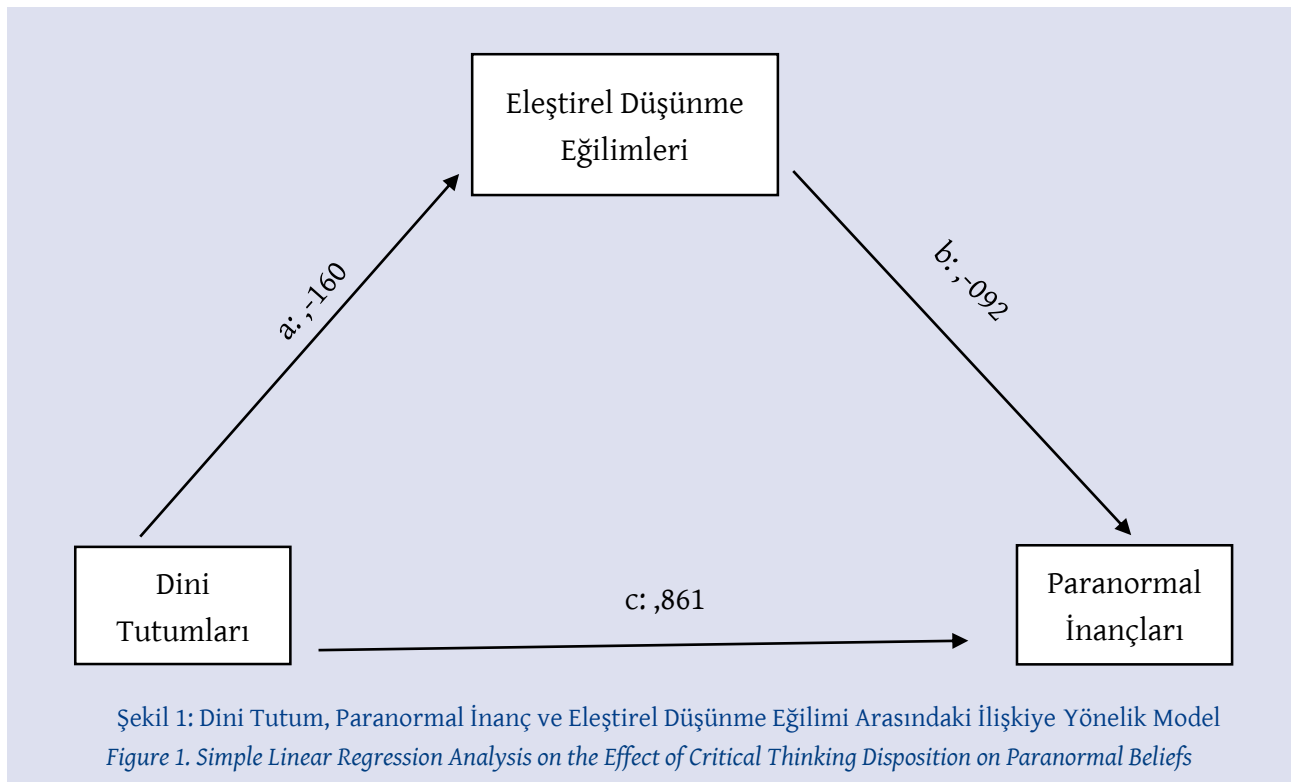 Eleştirel Düşünme
Eğilimleri
a: ,-160
b: ,-092
Dini
Tutumları
c: ,861
Paranormal
İnançları
Şekil 1: Dini Tutum, Paranormal İnanç ve Eleştirel Düşünme Eğilimi Arasındaki İlişkiye Yönelik Model
Figure 1. Simple Linear Regression Analysis on the Effect of Critical Thinking Disposition on Paranormal Beliefs